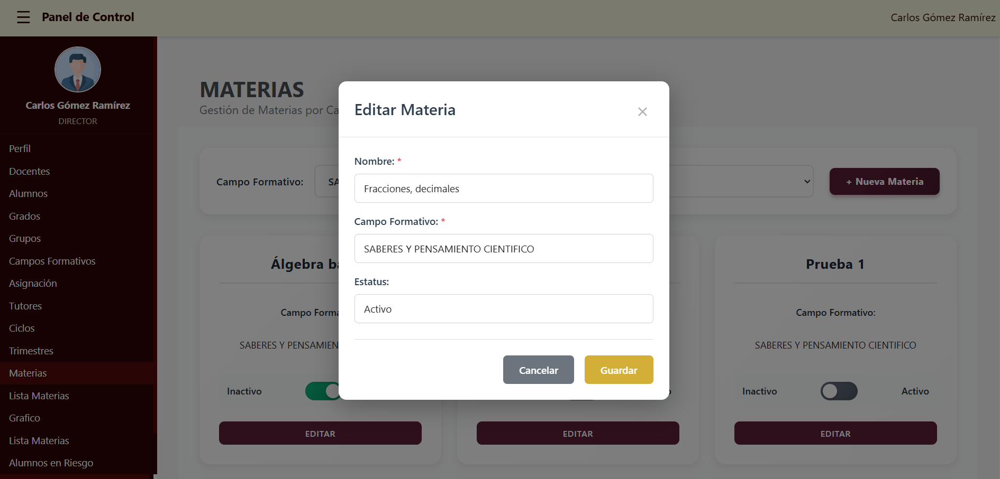 ☰ Panel de Control
Carlos Gómez Ramírez
Carlos Gómez Ramírez
DIRECTOR
Perfil
Docentes
Alumnos
Grados
Grupos
Campos Formativos
Asignación
Tutores
Ciclos
Trimestres
Materias
Lista Materias
Grafico
Lista Materias
Alumnos en Riesgo
MATERIAS
Gestión de Materias por Ca
Campo Formativo:
SA
+ Nueva Materia
Editar Materia
×
Nombre: *
Fracciones, decimales
Campo Formativo: *
SABERES Y PENSAMIENTO CIENTIFICO
Estatus:
Activo
Cancelar
Guardar
Álgebra bá
Campo Forma
SABERES Y PENSAMIEN
Inactivo
EDITAR
EDITAR
Prueba 1
Campo Formativo:
SABERES Y PENSAMIENTO CIENTIFICO
Inactivo
Activo
EDITAR